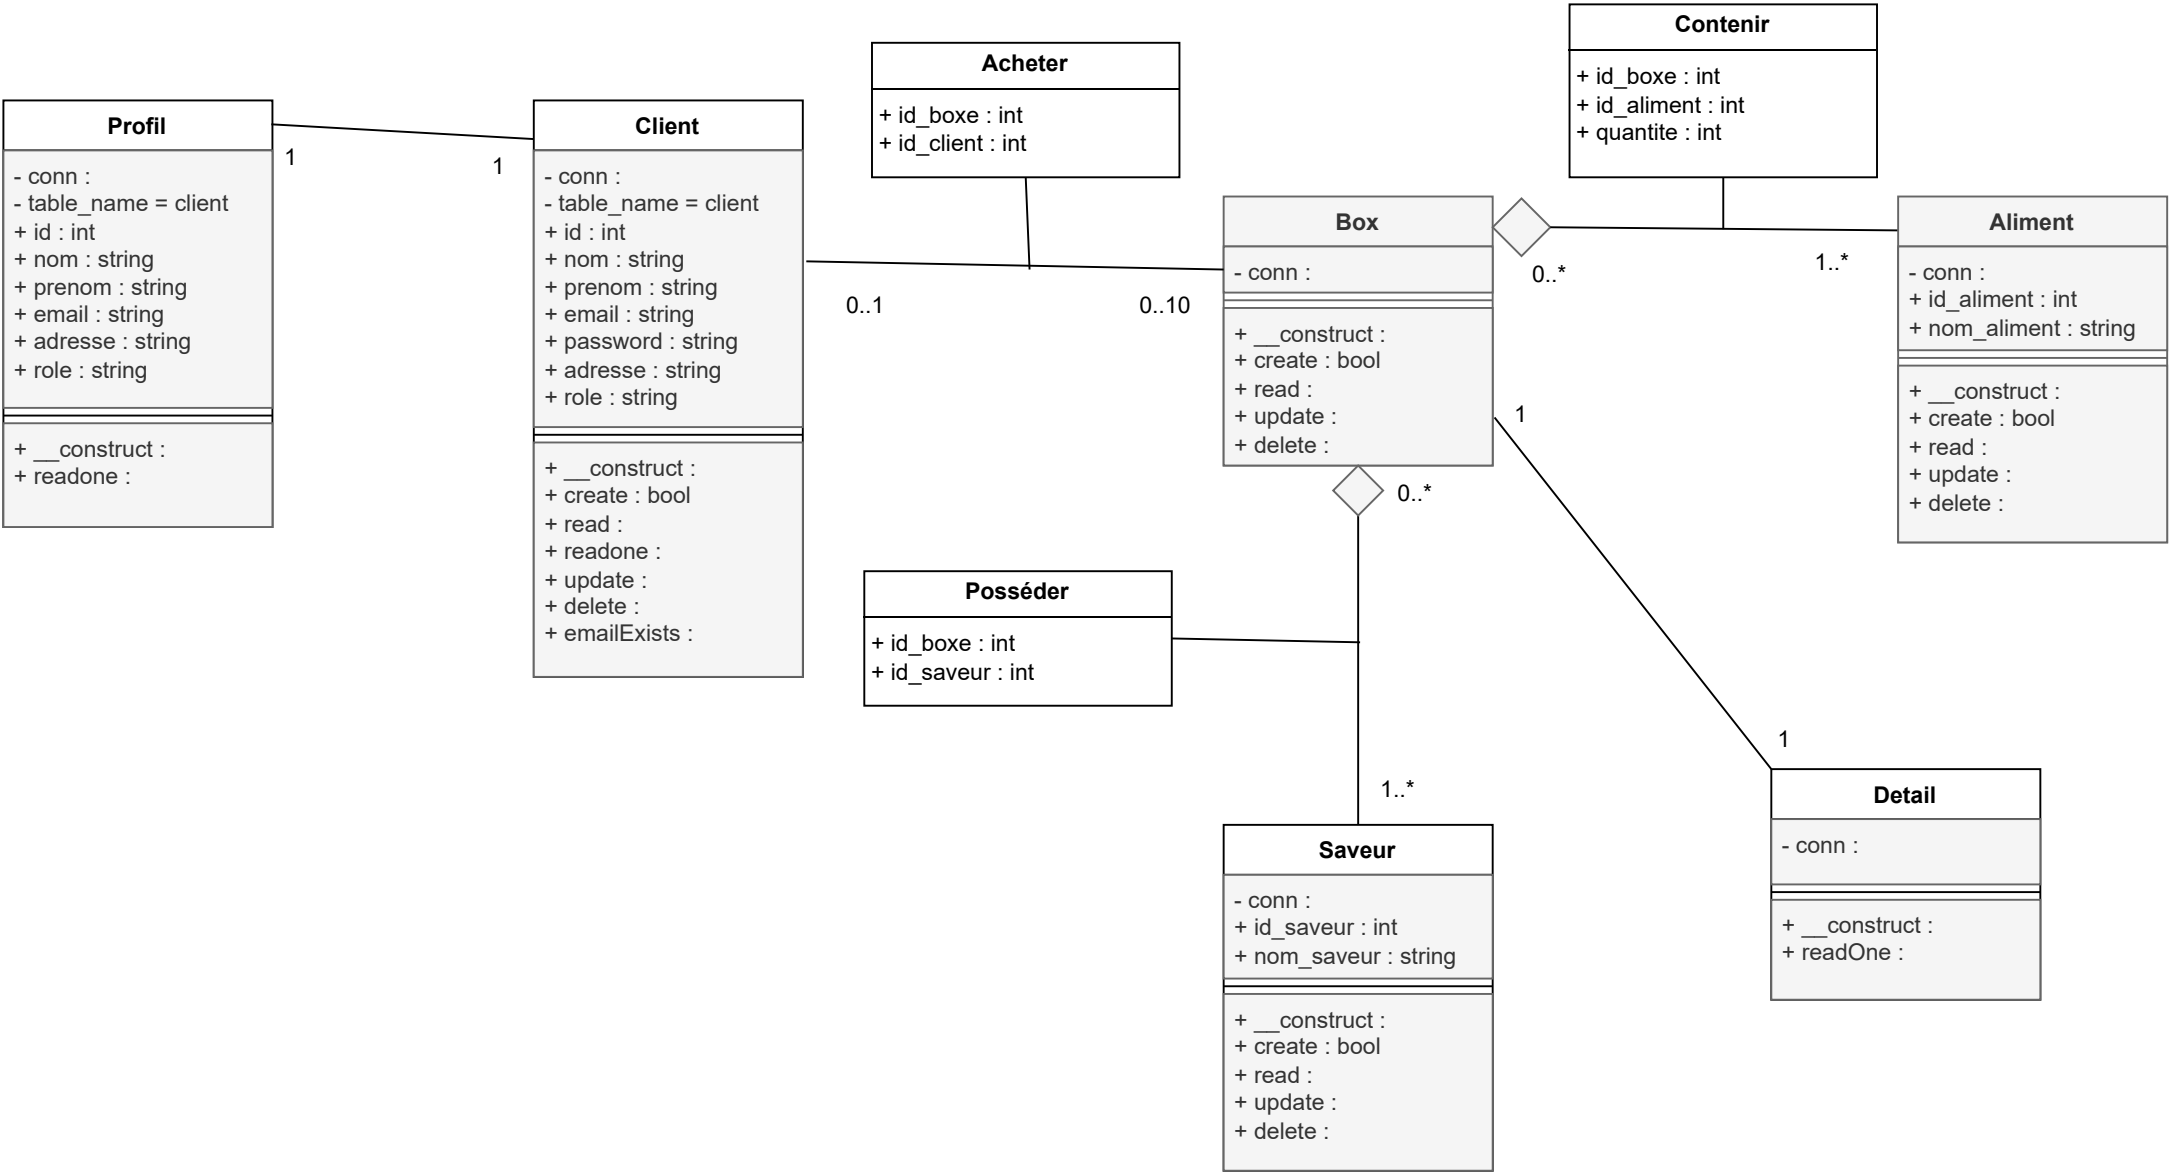 Profil
- conn :
- table_name = client
+ id : int
+ nom : string
+ prenom : string
+ email : string
+ adresse : string
+ role : string
+ __construct :
+ readone :
1
1
Client
- conn :
- table_name = client
+ id : int
+ nom : string
+ prenom : string
+ email : string
+ password : string
+ adresse : string
+ role : string
+ __construct :
+ create : bool
+ read :
+ readone :
+ update :
+ delete :
+ emailExists :
Acheter
+ id_boxe : int
+ id_client : int
0..1
0..10
Box
- conn :
+ __construct :
+ create : bool
+ read :
+ update :
+ delete :
Contenir
+ id_boxe : int
+ id_aliment : int
+ quantite : int
0..*
1..*
Aliment
- conn :
+ id_aliment : int
+ nom_aliment : string
+ __construct :
+ create : bool
+ read :
+ update :
+ delete :
1
0..*
Posséder
+ id_boxe : int
+ id_saveur : int
1..*
1
Saveur
- conn :
+ id_saveur : int
+ nom_saveur : string
+ __construct :
+ create : bool
+ read :
+ update :
+ delete :
Detail
- conn :
+ __construct :
+ readOne :